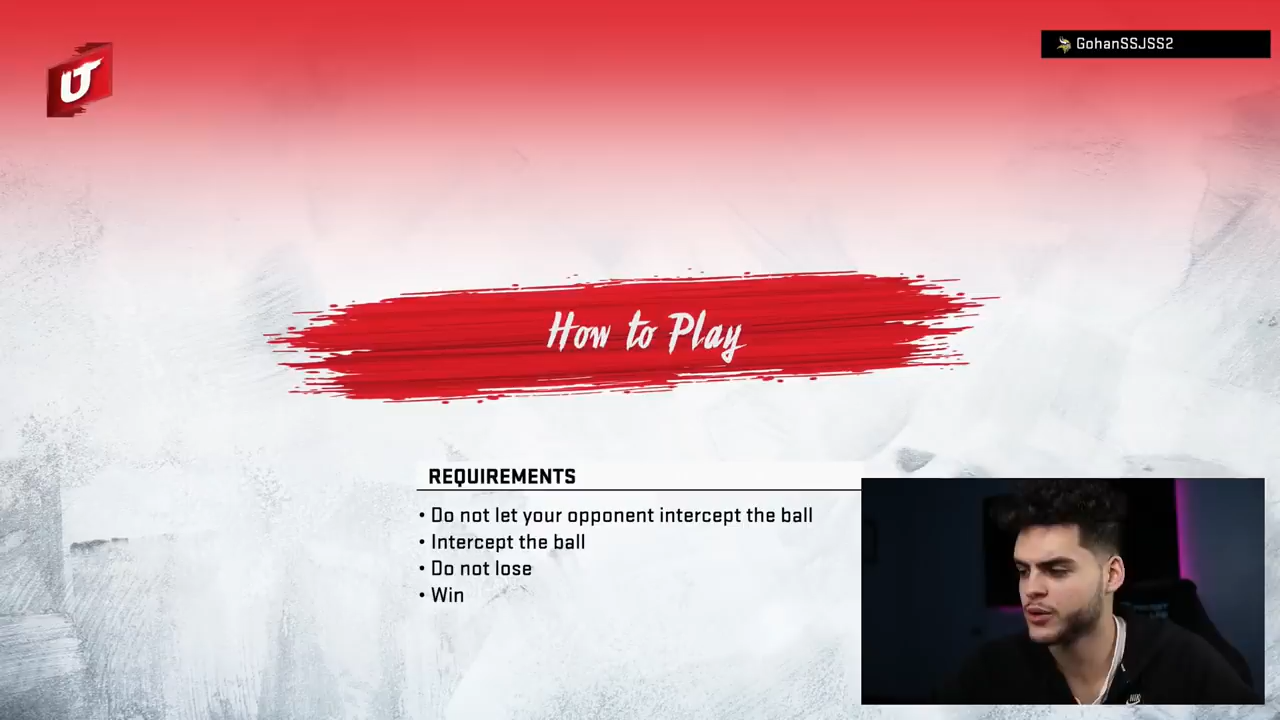 UT
GohanSSJSS2
How to Play
REQUIREMENTS
• Do not let your opponent intercept the ball
• Intercept the ball
• Do not lose
• Win